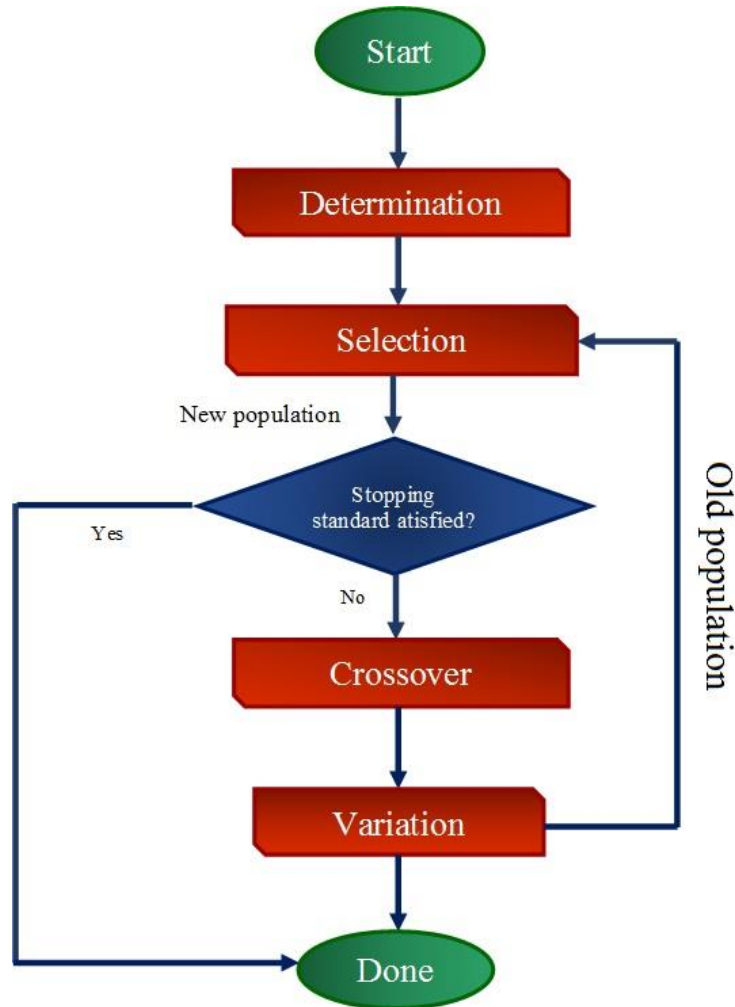 Start
Determination
Selection
New population
Stopping
standard atisfied?
Yes
No
Crossover
Variation
Old population
Done